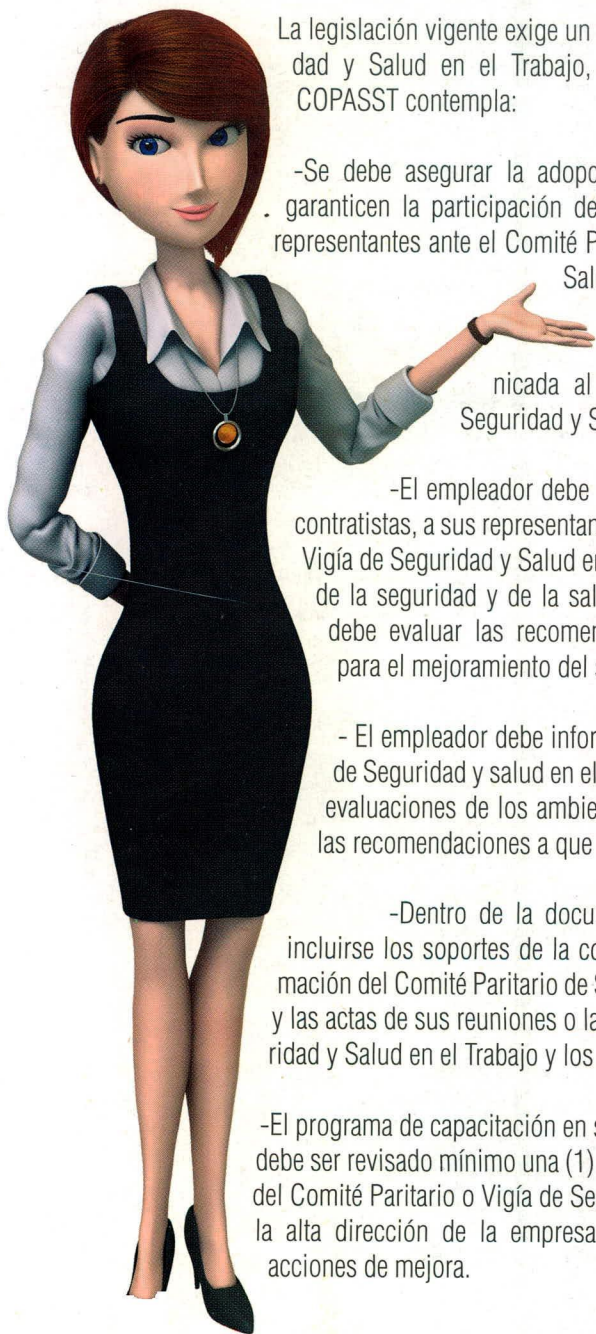 La legislación vigente exige un
dad y Salud en el Trabajo,
COPASST contempla:
-Se debe asegurar la adopc
garanticen la participación de
representantes ante el Comité P
Sal
nicada al
Seguridad y S
-El empleador debe
contratistas, a sus representan
Vigía de Seguridad y Salud en
de la seguridad y de la sal
debe evaluar las recomen
para el mejoramiento del
- El empleador debe infor
de Seguridad y salud en el
evaluaciones de los ambie
las recomendaciones a que
-Dentro de la docu
incluirse los soportes de la co
mación del Comité Paritario de S
y las actas de sus reuniones o la
ridad y Salud en el Trabajo y los
-El programa de capacitación en s
debe ser revisado mínimo una (1)
del Comité Paritario o Vigía de Se
la alta dirección de la empresa
acciones de mejora.